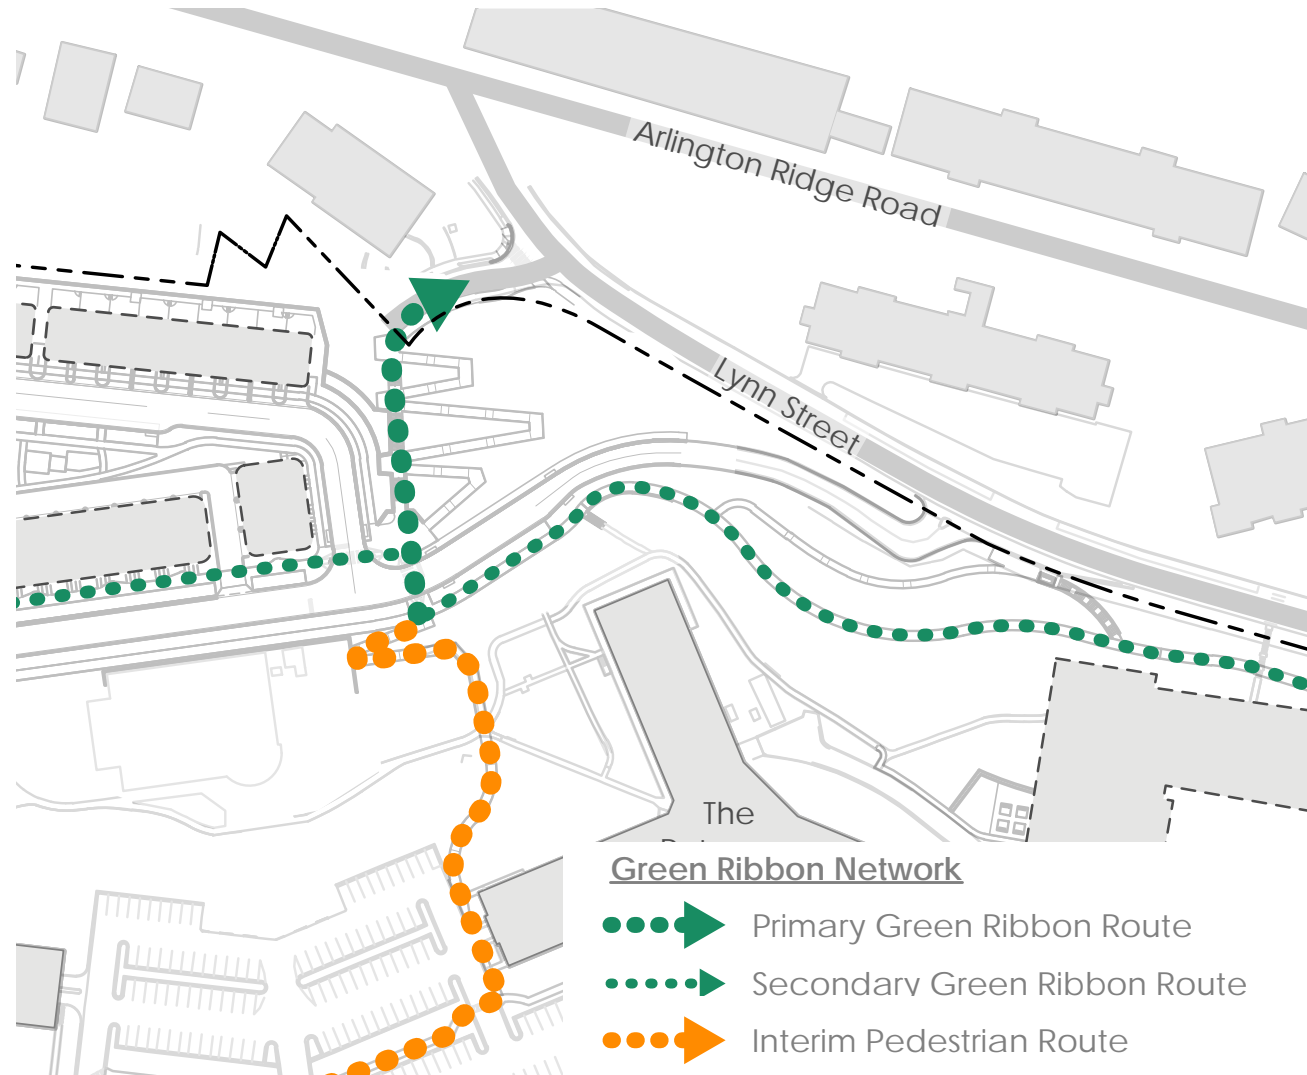 Arlington Ridge Road
Lynn Street
The
Green Ribbon Network
Primary Green Ribbon Route
Secondary Green Ribbon Route
Interim Pedestrian Route